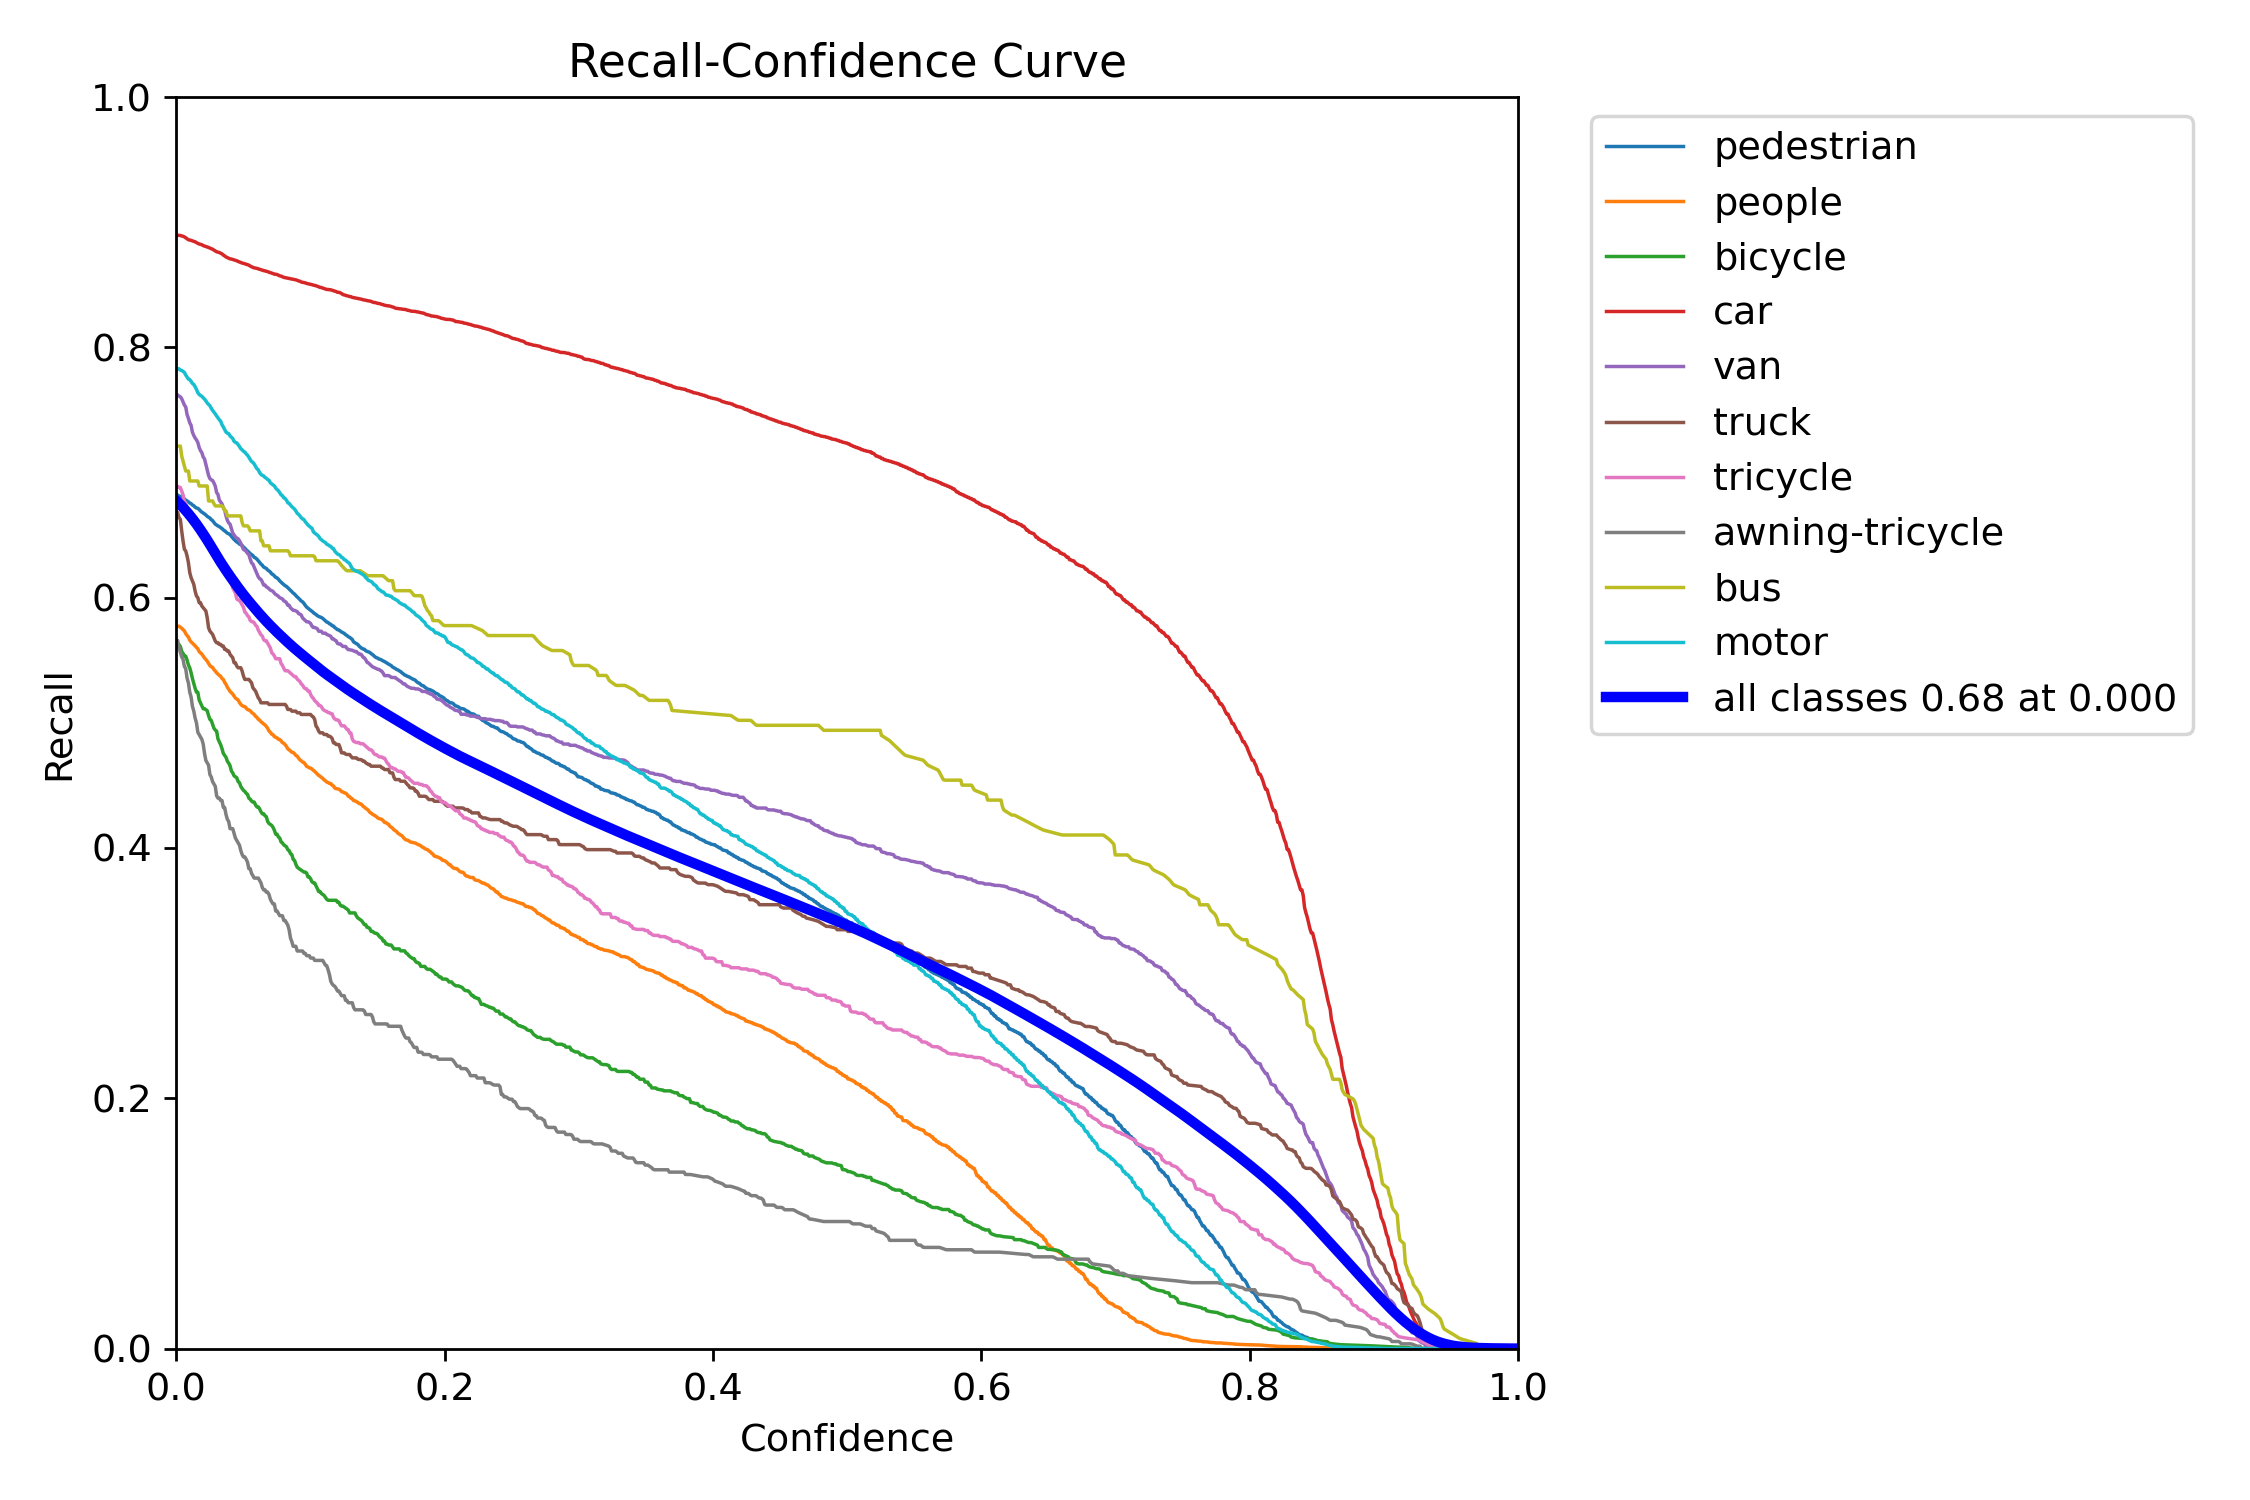 Recall-Confidence Curve
1.0
0.8
0.6
0.4
0.2
0.0
Recall
0.0 0.2 0.4 0.6 0.8 1.0
Confidence
pedestrian
people
bicycle
car
van
truck
tricycle
awning-tricycle
bus
motor
all classes 0.68 at 0.000